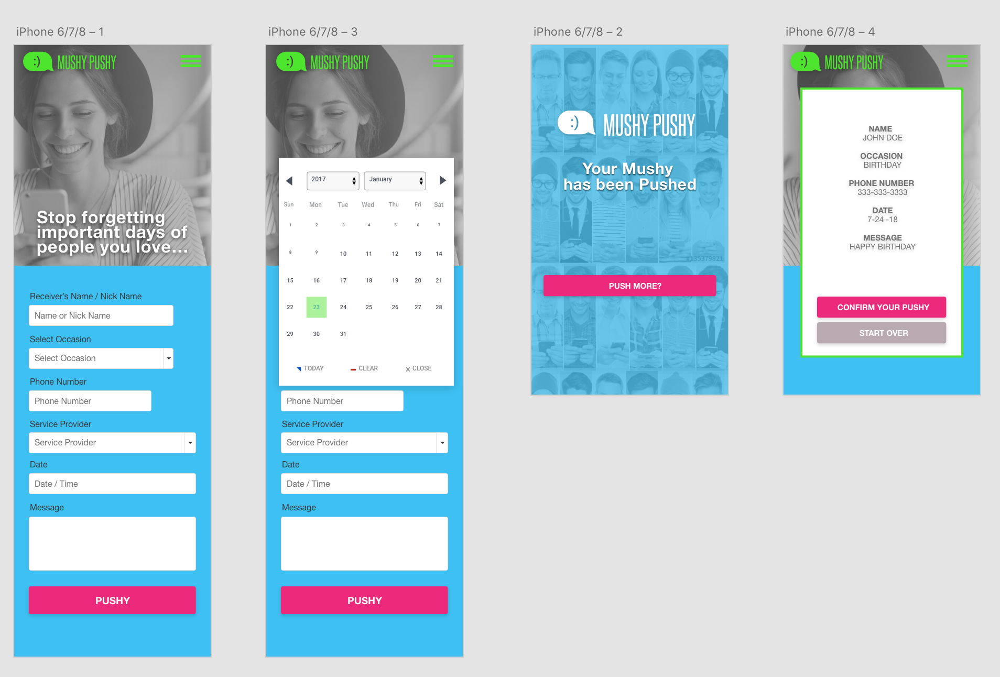 iPhone 6/7/8 – 1
:) MUSHY PUSHY
Stop forgetting
important days of
people you love...
Receiver's Name / Nick Name
Name or Nick Name
Select Occasion
Select Occasion
Phone Number
Phone Number
Service Provider
Service Provider
Date
Date / Time
Message
PUSHY
iPhone 6/7/8 – 3
:) MUSHY PUSHY
2017 January
Sun Mon Tue Wed Thu Fri Sat
1 2 3 4 5 6 7
8 9 10 11 12 13 14
15 16 17 18 19 20 21
22 23 24 25 26 27 28
29 30 31
TODAY CLEAR CLOSE
Phone Number
Service Provider
Service Provider
Date
Date / Time
Message
PUSHY
iPhone 6/7/8 – 2
:) MUSHY PUSHY
Your Mushy
has been Pushed
#135379821
PUSH MORE?
iPhone 6/7/8 – 4
:) MUSHY PUSHY
NAME
JOHN DOE
OCCASION
BIRTHDAY
PHONE NUMBER
333-333-3333
DATE
7-24 -18
MESSAGE
HAPPY BIRTHDAY
CONFIRM YOUR PUSHY
START OVER